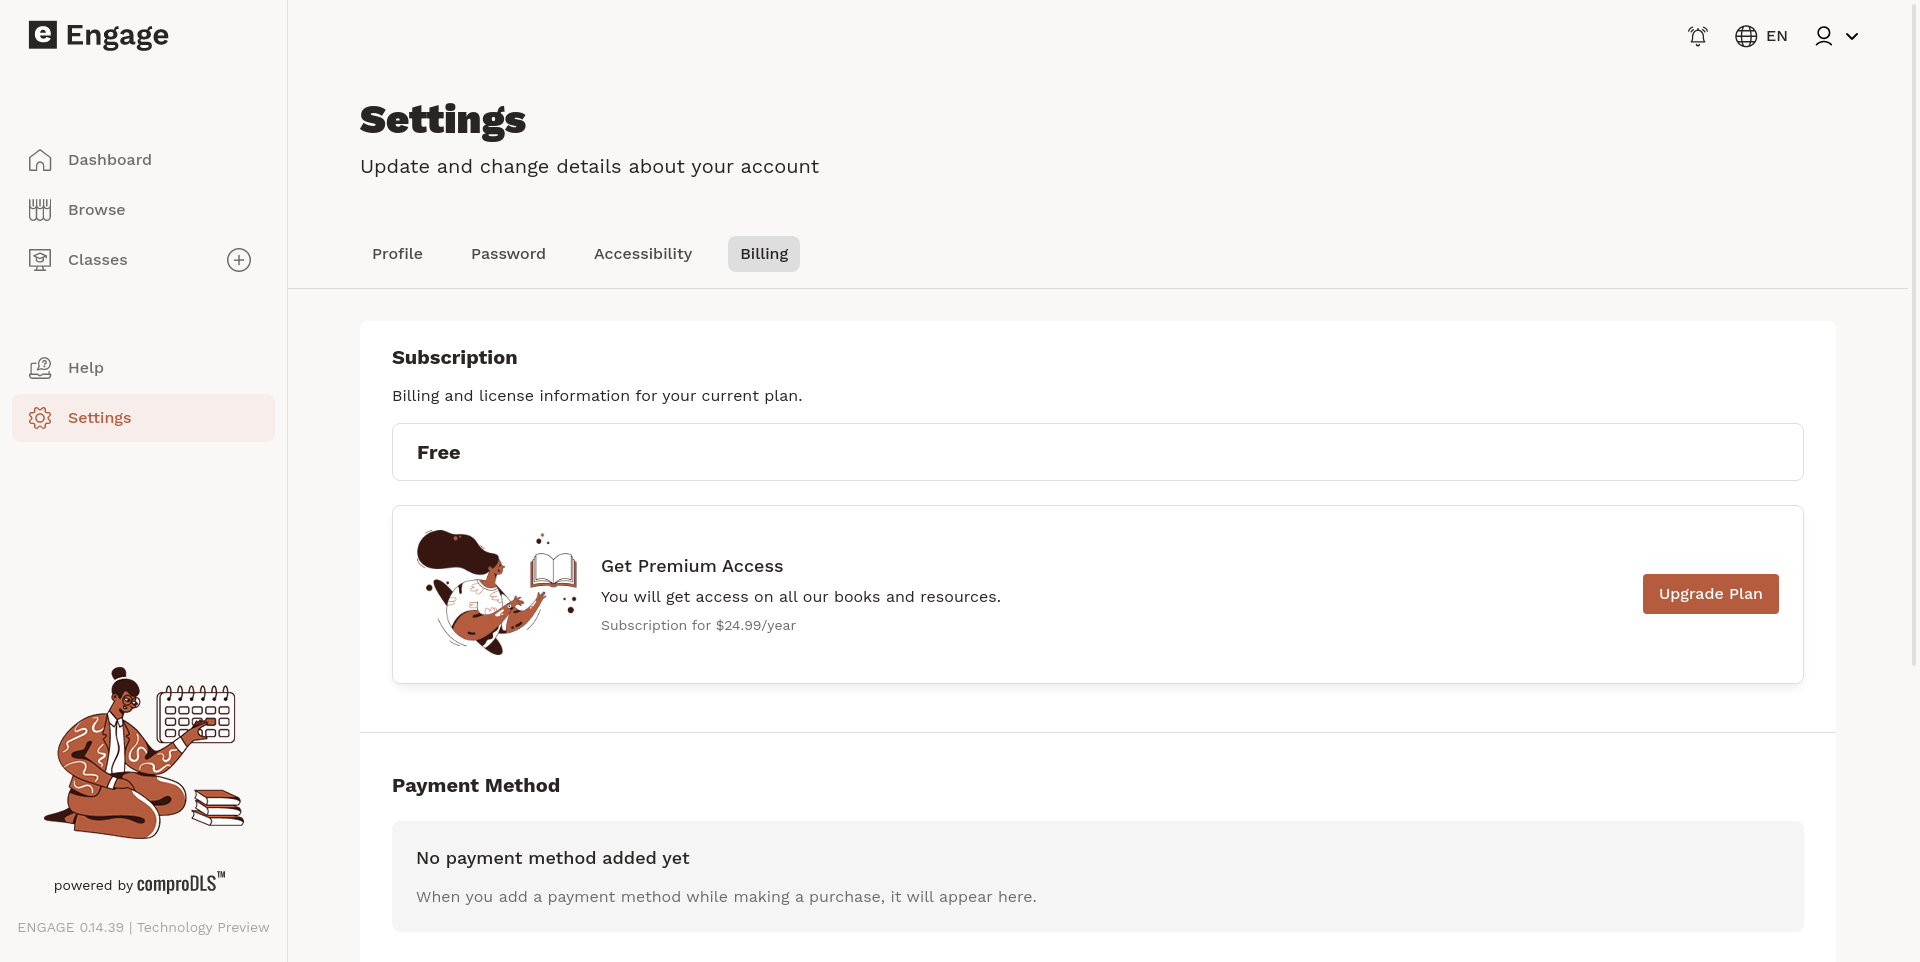 e Engage
EN
Dashboard
Browse
Classes
Help
Settings
powered by comproDLS™
ENGAGE 0.14.39 | Technology Preview
Settings
Update and change details about your account
Profile
Password
Accessibility
Billing
Subscription
Billing and license information for your current plan.
Free
Get Premium Access
You will get access on all our books and resources.
Subscription for $24.99/year
Upgrade Plan
Payment Method
No payment method added yet
When you add a payment method while making a purchase, it will appear here.